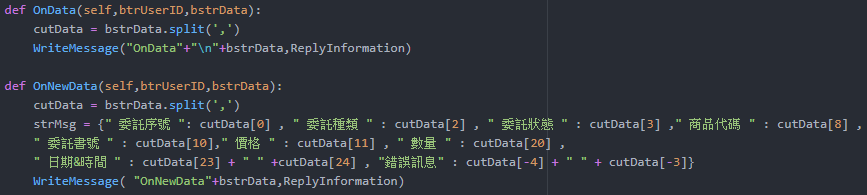 def OnData(self,btrUserID,bstrData):
cutData = bstrData.split(',')
WriteMessage("OnData"+"\n"+bstrData,ReplyInformation)
def OnNewData(self,btrUserID,bstrData):
cutData = bstrData.split(',')
strMsg = {" 委託序號 ": cutData[0] , " 委託種類 " : cutData[2] , " 委託狀態 " : cutData[3] ," 商品代碼 " : cutData[8] ,
" 委託書號 " : cutData[10]," 價格 " : cutData[11] , " 數量 " : cutData[20] ,
" 日期&時間 " : cutData[23] + " " +cutData[24] , "錯誤訊息" : cutData[-4] + " " + cutData[-3]}
WriteMessage( "OnNewData"+bstrData,ReplyInformation)